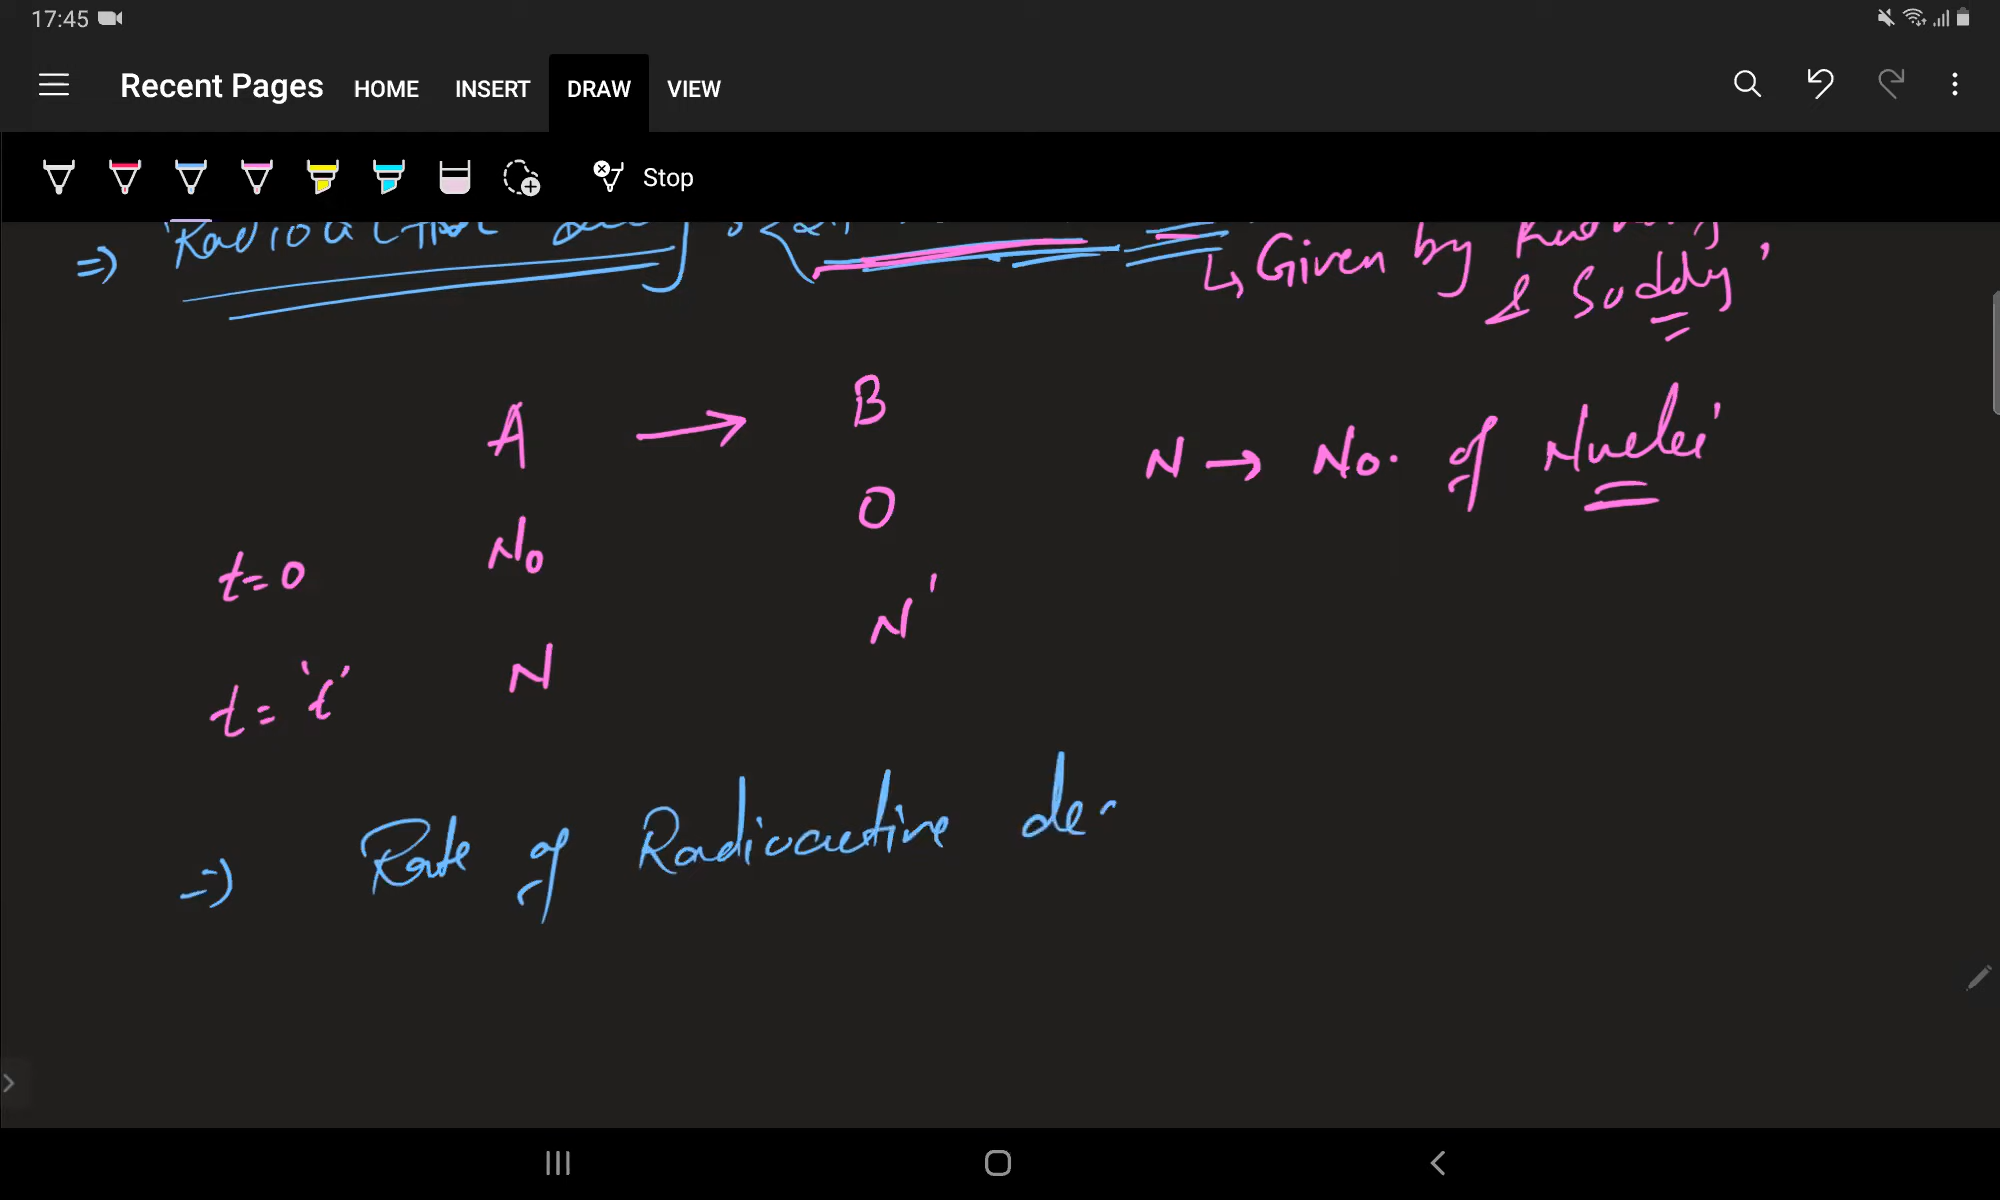 17:45
Recent Pages HOME INSERT DRAW VIEW
Stop
=> Radioactive
↳ Given by
& Soddy'
A → B
N → No. of Nuclei'
t=0 N₀ 0
t='t' N N'
=> Rate of Radioactive de